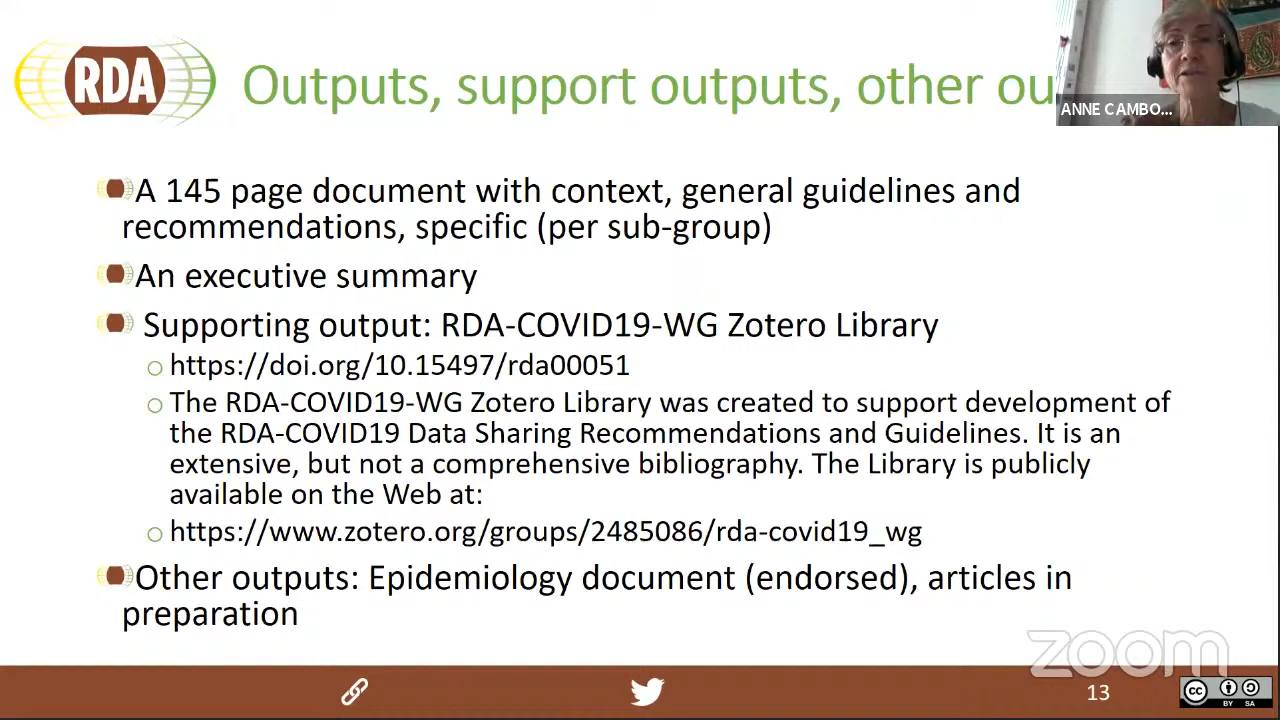 RDA
Outputs, support outputs, other ou
ANNE CAMBO...
A 145 page document with context, general guidelines and
recommendations, specific (per sub-group)
An executive summary
Supporting output: RDA-COVID19-WG Zotero Library
https://doi.org/10.15497/rda00051
The RDA-COVID19-WG Zotero Library was created to support development of
the RDA-COVID19 Data Sharing Recommendations and Guidelines. It is an
extensive, but not a comprehensive bibliography. The Library is publicly
available on the Web at:
https://www.zotero.org/groups/2485086/rda-covid19_wg
Other outputs: Epidemiology document (endorsed), articles in
preparation
zoom
13
cc
BY SA